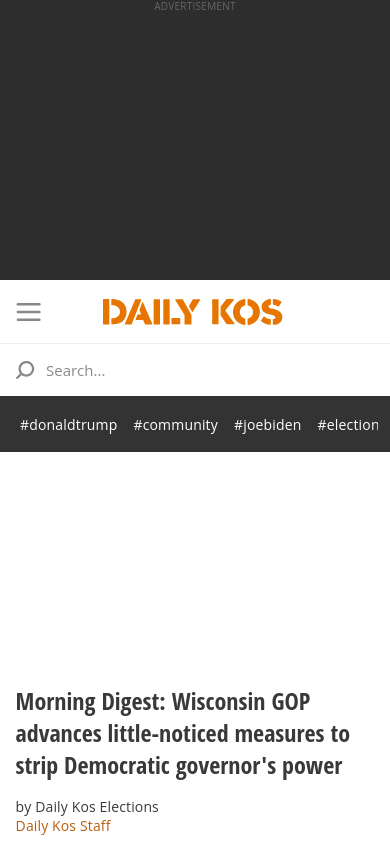 ADVERTISEMENT
DAILY KOS
Search...
#donaldtrump #community #joebiden #election
Morning Digest: Wisconsin GOP
advances little-noticed measures to
strip Democratic governor's power
by Daily Kos Elections
Daily Kos Staff